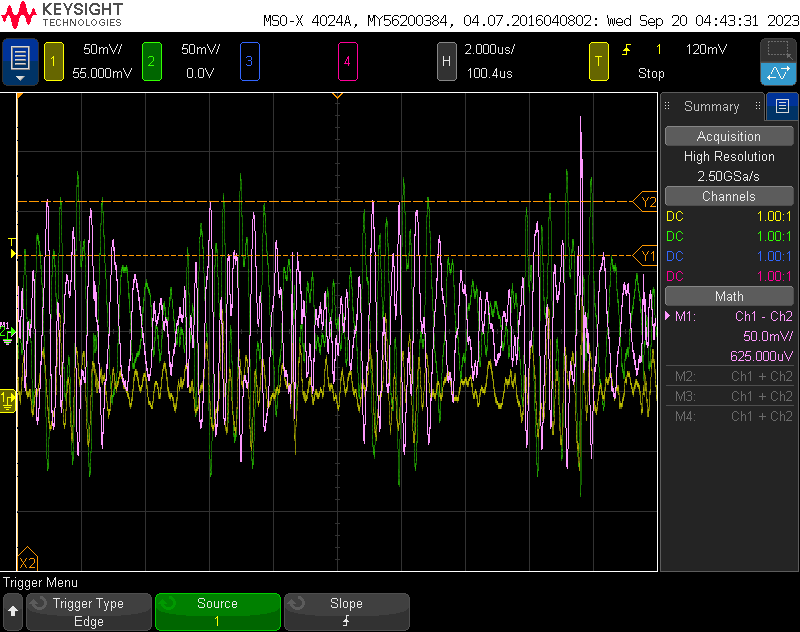 KEYSIGHT
TECHNOLOGIES
MSO-X 4024A, MY56200384, 04.07.2016040802: Wed Sep 20 04:43:31 2023
1 50mV/ 2 50mV/ 3 4 H 2.000us/ T 1 120mV
55.000mV 0.0V 100.4us Stop
Summary
Acquisition
High Resolution
2.50GSa/s
Channels
DC 1.00:1
DC 1.00:1
DC 1.00:1
DC 1.00:1
Math
M1: Ch1 - Ch2
50.0mV/
625.000uV
M2: Ch1 + Ch2
M3: Ch1 + Ch2
M4: Ch1 + Ch2
Y2
T
Y1
1
X2
Trigger Menu
Trigger Type Source Slope
Edge 1